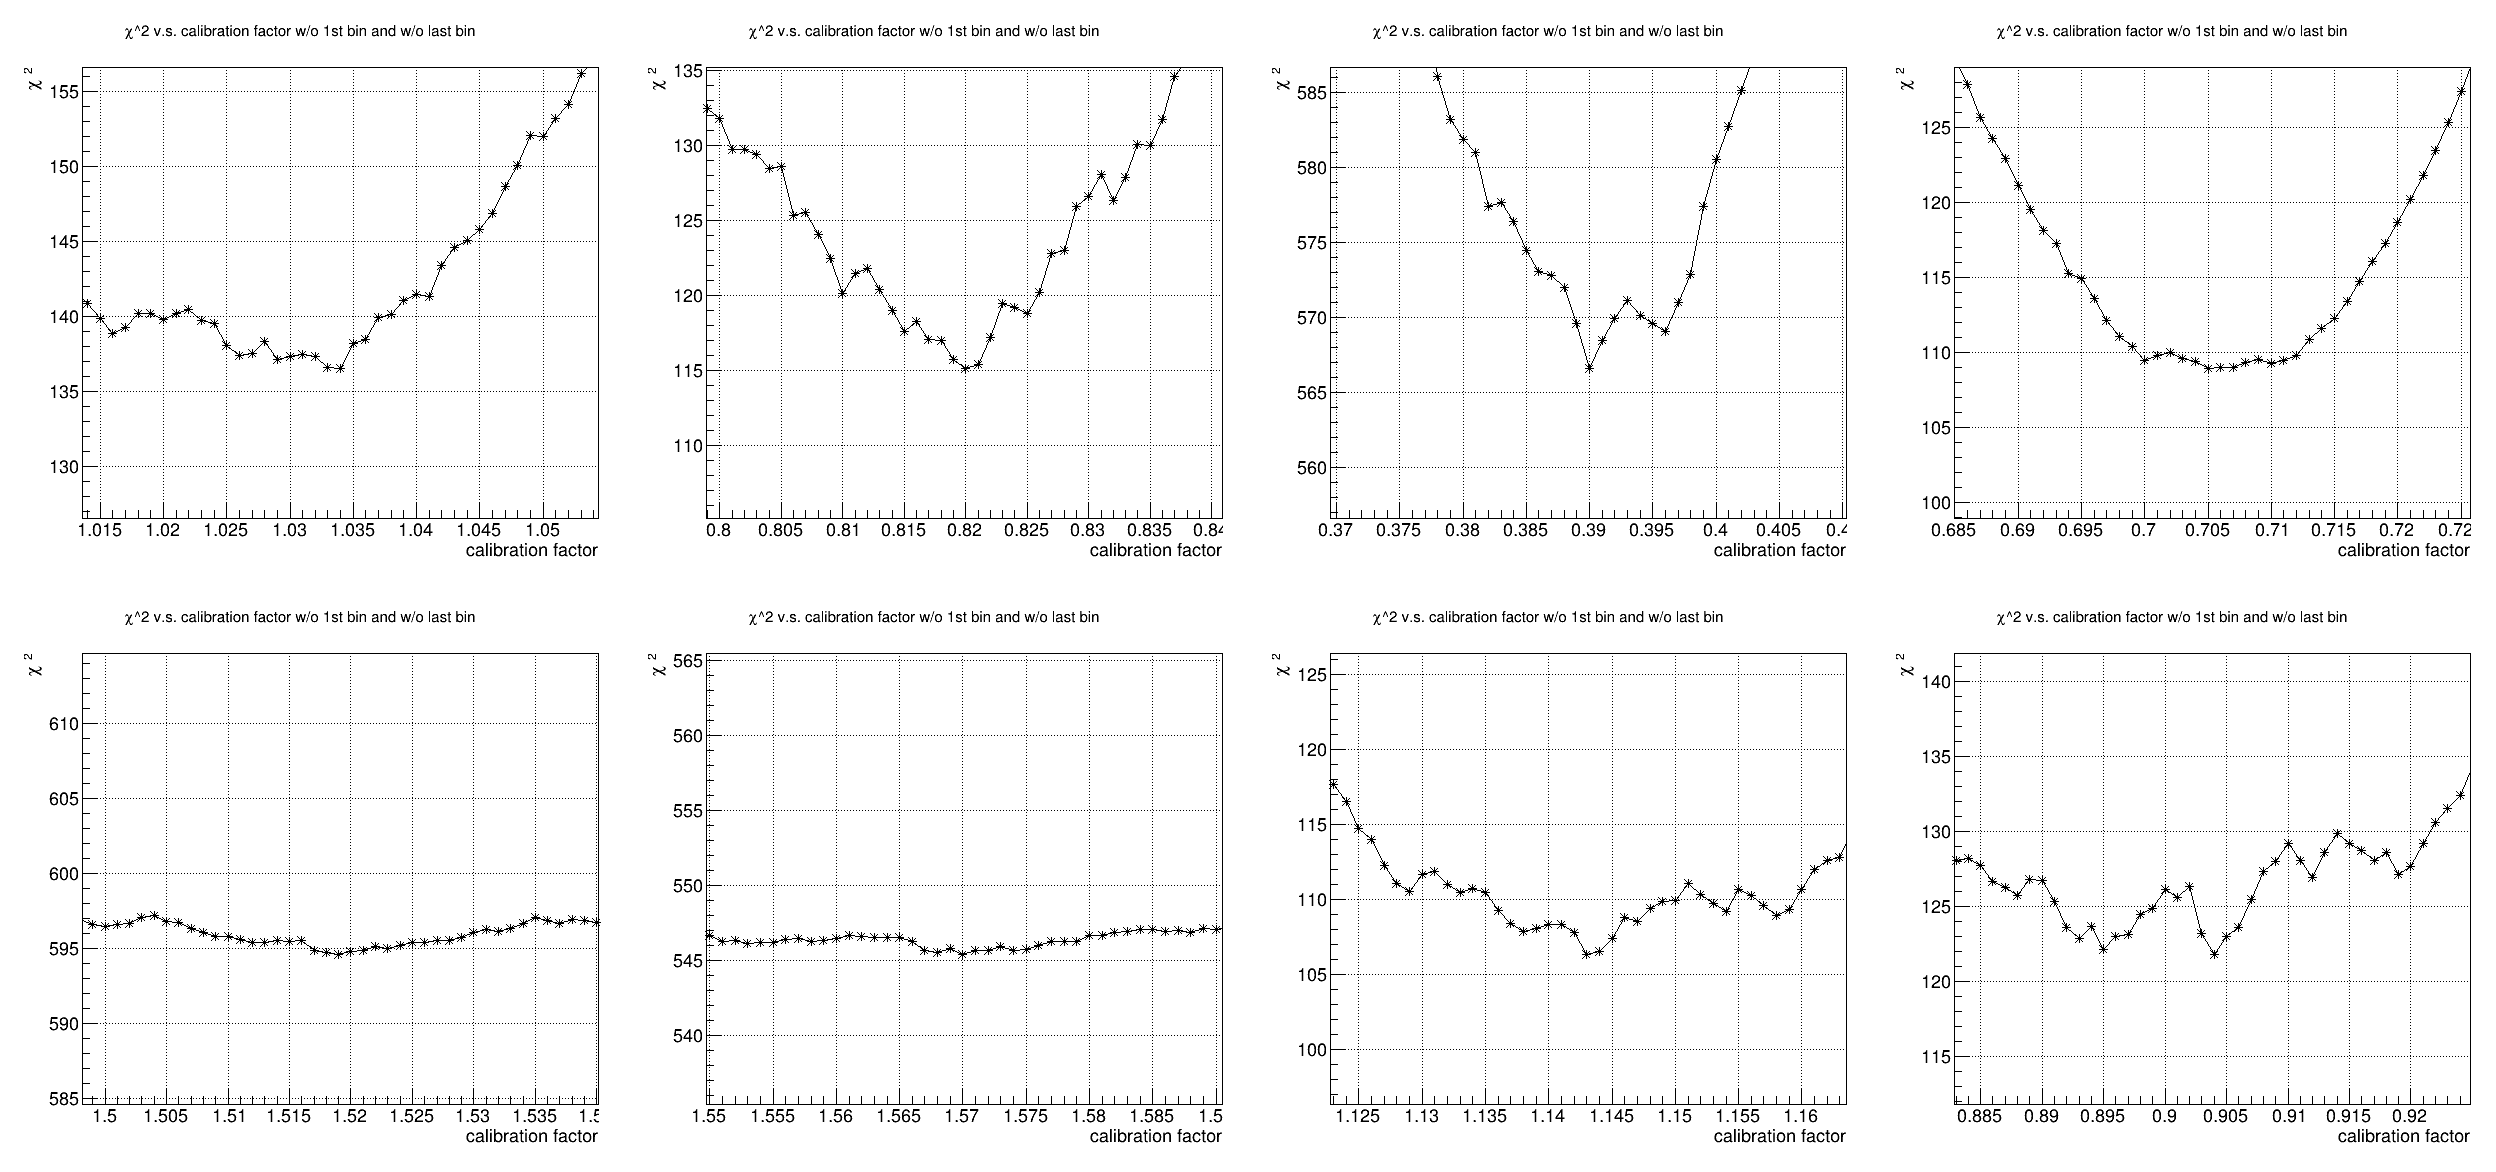 χ^2 v.s. calibration factor w/o 1st bin and w/o last bin
χ 2
155
150
145
140
135
130
1.015 1.02 1.025 1.03 1.035 1.04 1.045 1.05
calibration factor
χ^2 v.s. calibration factor w/o 1st bin and w/o last bin
χ 2
135
130
125
120
115
110
0.8 0.805 0.81 0.815 0.82 0.825 0.83 0.835 0.84
calibration factor
χ^2 v.s. calibration factor w/o 1st bin and w/o last bin
χ 2
585
580
575
570
565
560
0.37 0.375 0.38 0.385 0.39 0.395 0.4 0.405
calibration factor
χ^2 v.s. calibration factor w/o 1st bin and w/o last bin
χ 2
125
120
115
110
105
100
0.685 0.69 0.695 0.7 0.705 0.71 0.715 0.72 0.72
calibration factor
χ^2 v.s. calibration factor w/o 1st bin and w/o last bin
χ 2
610
605
600
595
590
585
1.5 1.505 1.51 1.515 1.52 1.525 1.53 1.535
calibration factor
χ^2 v.s. calibration factor w/o 1st bin and w/o last bin
χ 2
565
560
555
550
545
540
1.55 1.555 1.56 1.565 1.57 1.575 1.58 1.585 1.5
calibration factor
χ^2 v.s. calibration factor w/o 1st bin and w/o last bin
χ 2
125
120
115
110
105
100
1.125 1.13 1.135 1.14 1.145 1.15 1.155 1.16
calibration factor
χ^2 v.s. calibration factor w/o 1st bin and w/o last bin
χ 2
140
135
130
125
120
115
0.885 0.89 0.895 0.9 0.905 0.91 0.915 0.92
calibration factor